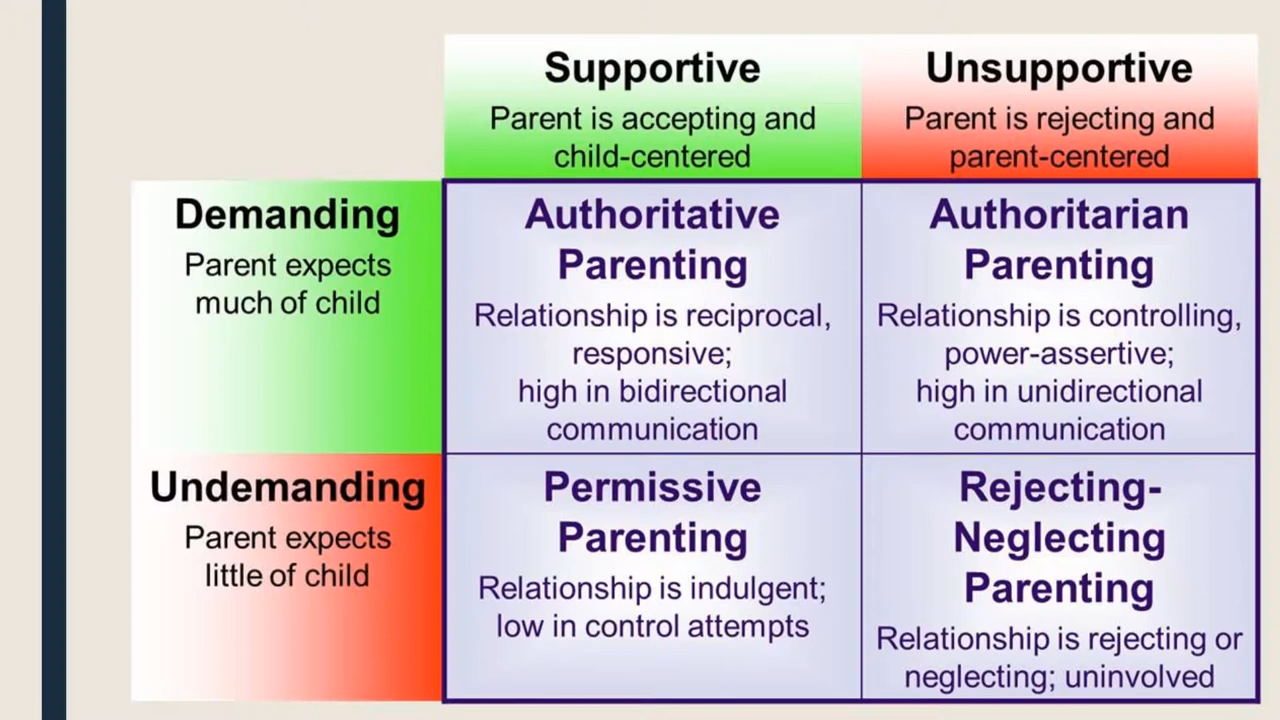 Supportive
Parent is accepting and
child-centered
Unsupportive
Parent is rejecting and
parent-centered
Demanding
Parent expects
much of child
Authoritative
Parenting
Relationship is reciprocal,
responsive;
high in bidirectional
communication
Authoritarian
Parenting
Relationship is controlling,
power-assertive;
high in unidirectional
communication
Undemanding
Parent expects
little of child
Permissive
Parenting
Relationship is indulgent;
low in control attempts
Rejecting-
Neglecting
Parenting
Relationship is rejecting or
neglecting; uninvolved